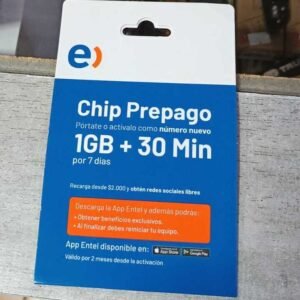 e)
Chip Prepago
Portate o actívalo como número nuevo
1GB + 30 Min
por 7 días
Recarga desde $2.000 y obtén redes sociales libres
Descarga la App Entel y además podrás:
• Obtener beneficios exclusivos.
• Al finalizar debes reiniciar tu equipo.
App Entel disponible en: App Store Google Play
Válido por 2 meses desde la activación